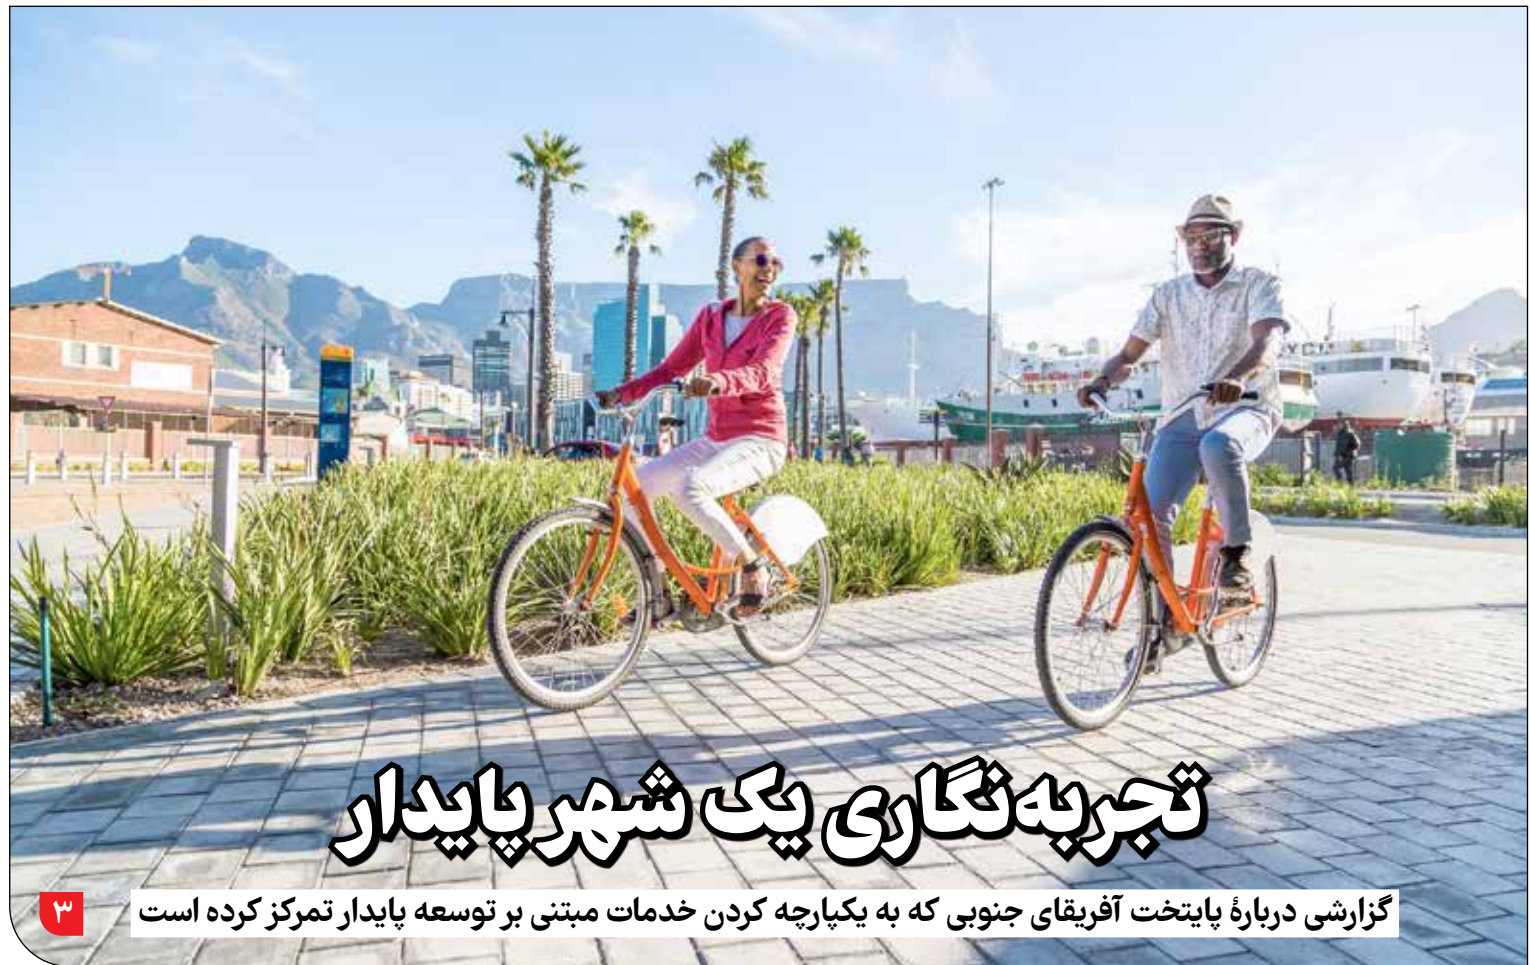 تجربه‌نگاری یک شهر پایدار
گزارشی دربارهٔ پایتخت آفریقای جنوبی که به یکپارچه کردن خدمات مبتنی بر توسعه پایدار تمرکز کرده است
۳